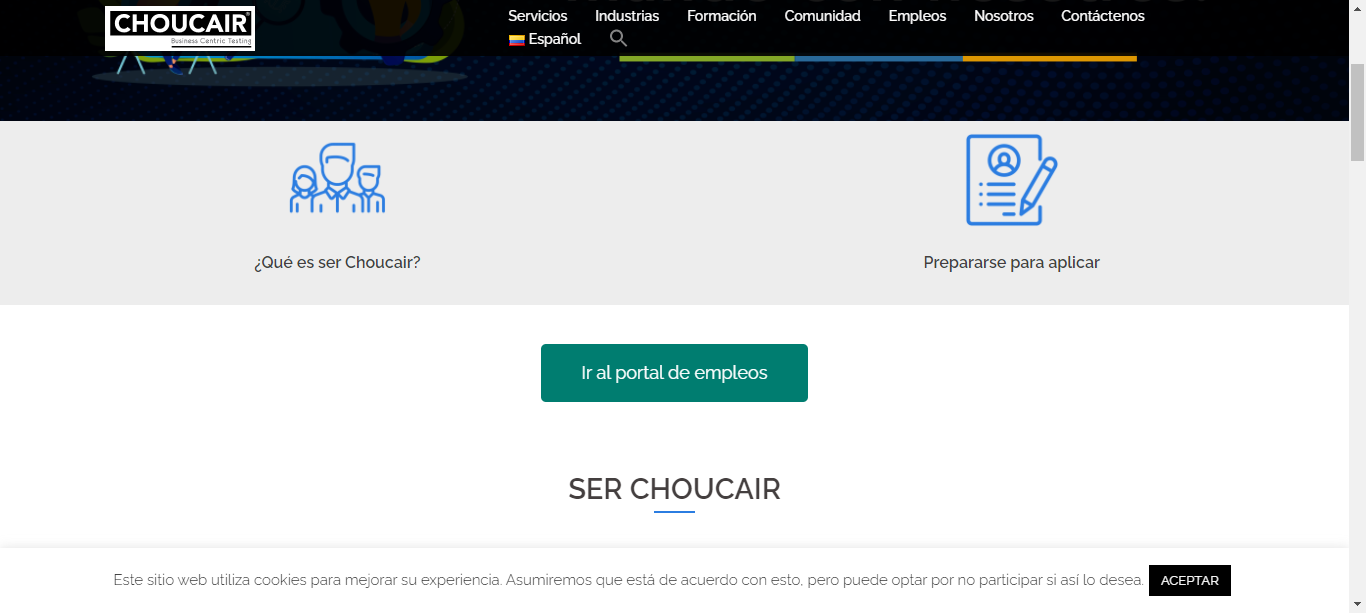 CHOUCAIR
Business Centric Testing
Servicios Industrias Formación Comunidad Empleos Nosotros Contáctenos
Español
¿Qué es ser Choucair?
Prepararse para aplicar
Ir al portal de empleos
SER CHOUCAIR
Este sitio web utiliza cookies para mejorar su experiencia. Asumiremos que está de acuerdo con esto, pero puede optar por no participar si así lo desea. ACEPTAR